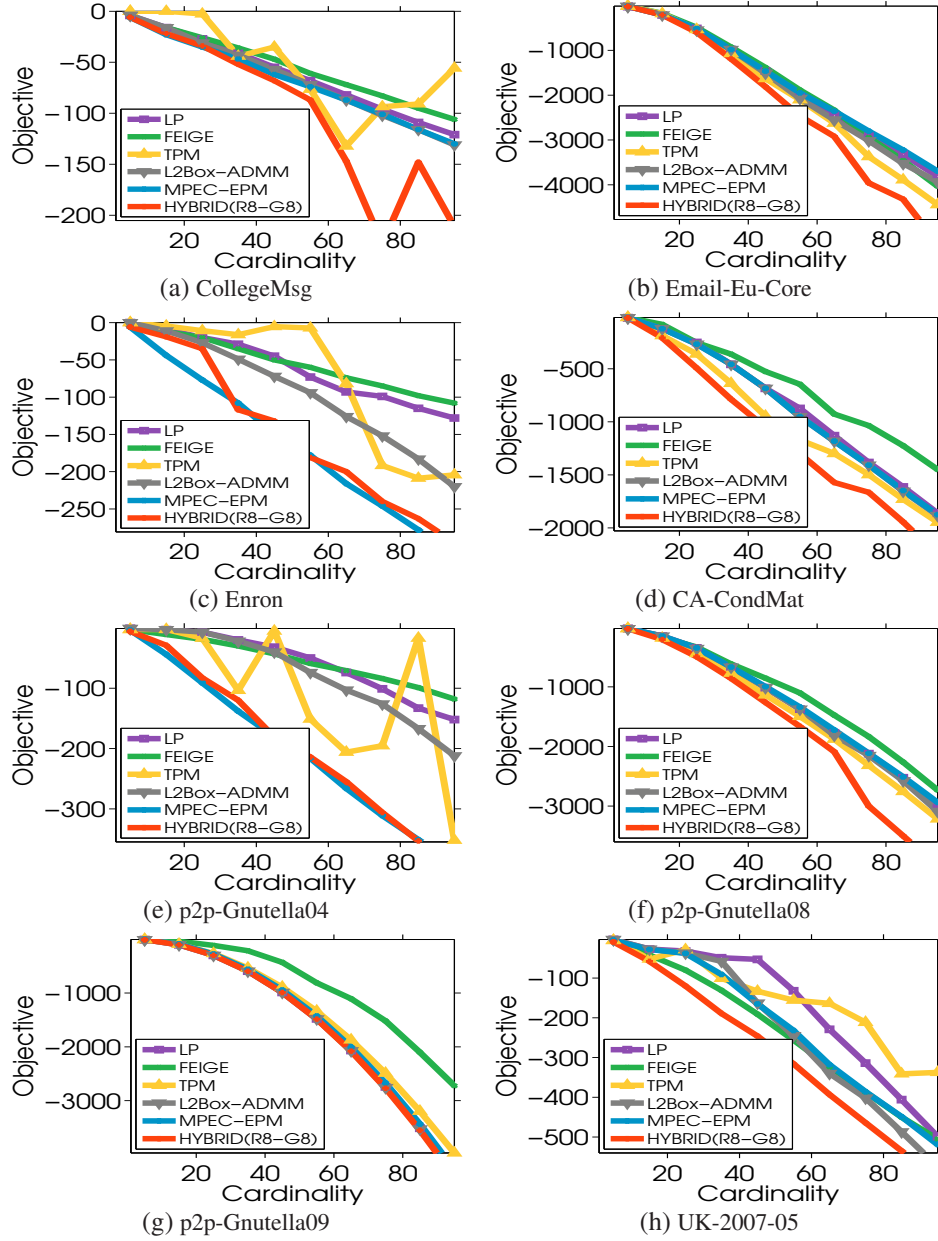 0
−50
−100
−150
−200
Objective
LP
FEIGE
TPM
L2Box−ADMM
MPEC−EPM
HYBRID(R8−G8)
20 40 60 80
Cardinality
(a) CollegeMsg
−1000
−2000
−3000
−4000
Objective
LP
FEIGE
TPM
L2Box−ADMM
MPEC−EPM
HYBRID(R8−G8)
20 40 60 80
Cardinality
(b) Email-Eu-Core
0
−50
−100
−150
−200
−250
Objective
LP
FEIGE
TPM
L2Box−ADMM
MPEC−EPM
HYBRID(R8−G8)
20 40 60 80
Cardinality
(c) Enron
−500
−1000
−1500
−2000
Objective
LP
FEIGE
TPM
L2Box−ADMM
MPEC−EPM
HYBRID(R8−G8)
20 40 60 80
Cardinality
(d) CA-CondMat
−100
−200
−300
Objective
LP
FEIGE
TPM
L2Box−ADMM
MPEC−EPM
HYBRID(R8−G8)
20 40 60 80
Cardinality
(e) p2p-Gnutella04
−1000
−2000
−3000
Objective
LP
FEIGE
TPM
L2Box−ADMM
MPEC−EPM
HYBRID(R8−G8)
20 40 60 80
Cardinality
(f) p2p-Gnutella08
−1000
−2000
−3000
Objective
LP
FEIGE
TPM
L2Box−ADMM
MPEC−EPM
HYBRID(R8−G8)
20 40 60 80
Cardinality
(g) p2p-Gnutella09
−100
−200
−300
−400
−500
Objective
LP
FEIGE
TPM
L2Box−ADMM
MPEC−EPM
HYBRID(R8−G8)
20 40 60 80
Cardinality
(h) UK-2007-05